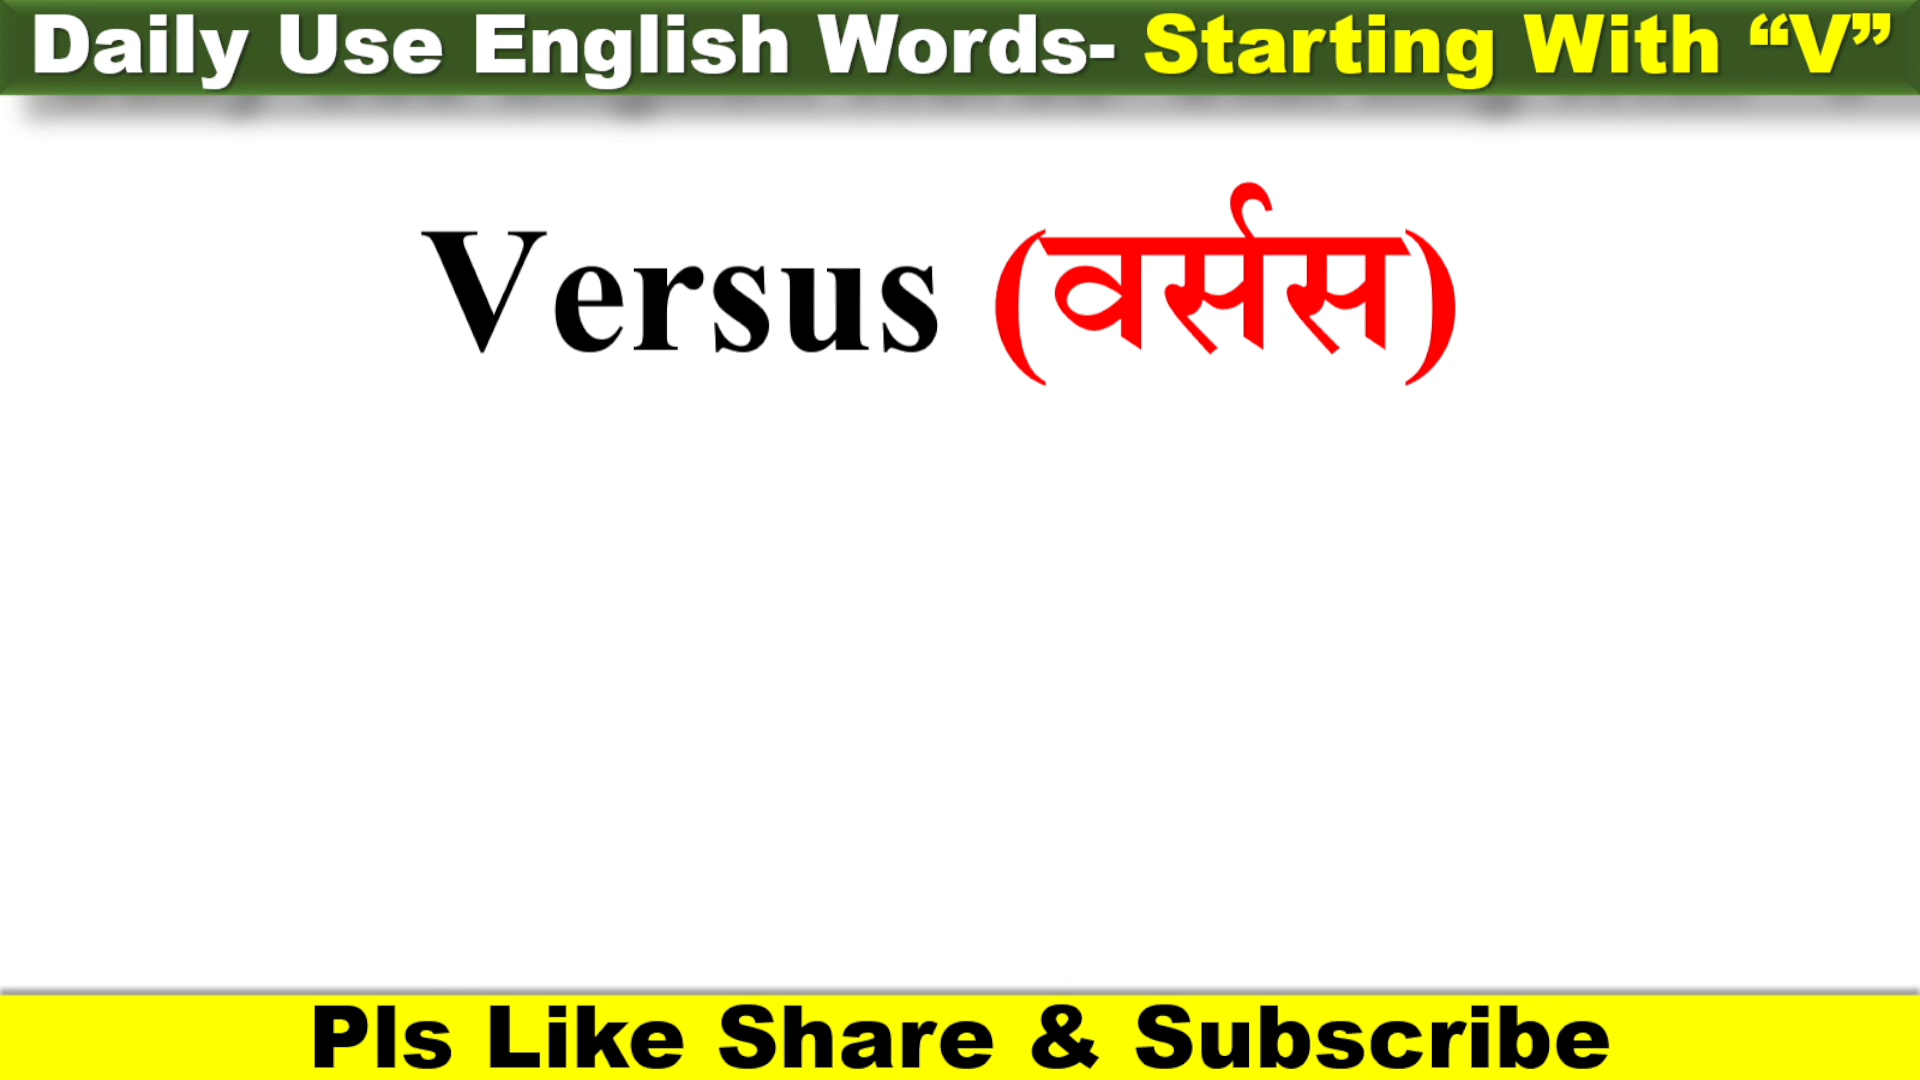 Daily Use English Words- Starting With “V”
Versus (वर्सस)
Pls Like Share & Subscribe